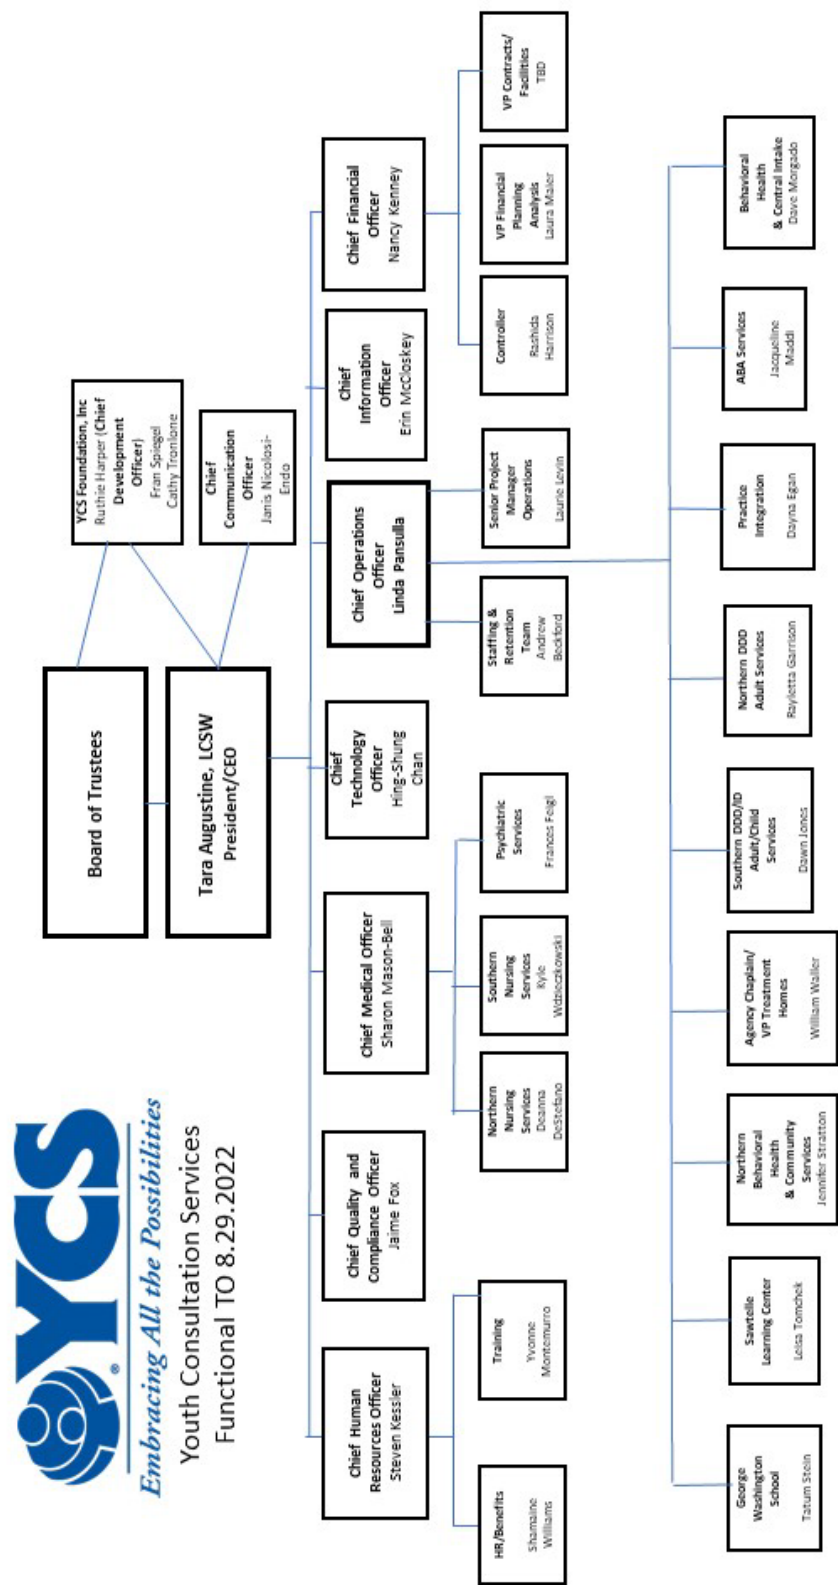 YCS
®
Embracing All the Possibilities
Youth Consultation Services
Functional TO 8.29.2022
Board of Trustees
Tara Augustine, LCSW
President/CEO
YCS Foundation, Inc
Ruthie Harper (Chief
Development
Officer)
Fran Spiegel
Cathy Tronlone
Chief
Communication
Officer
Janis Nicolosi-
Endo
Chief Human
Resources Officer
Steven Kessler
Chief Quality and
Compliance Officer
Jaime Fox
Chief Medical Officer
Sharon Mason-Bell
Chief
Technology
Officer
Hing-Shung
Chan
Chief Operations
Officer
Linda Pansulla
Chief
Information
Officer
Erin McCloskey
Chief Financial
Officer
Nancy Kenney
HR/Benefits
Shamaine
Williams
Training
Yvonne
Montemurro
Northern
Nursing
Services
Deanna
DeStefano
Southern
Nursing
Services
Kyle
Wdzieczkowski
Psychiatric
Services
Frances Feigl
Staffing &
Retention
Team
Andrew
Beckford
Senior Project
Manager
Operations
Laurie Levin
Controller
Rashida
Harrison
VP Financial
Planning
Analysis
Laura Maier
VP Contracts/
Facilities
TBD
George
Washington
School
Tatum Stein
Sawtelle
Learning Center
Leisa Tomchek
Northern
Behavioral
Health
& Community
Services
Jennifer Stratton
Agency Chaplain/
VP Treatment
Homes
William Waller
Southern DDD/ID
Adult/Child
Services
Dawn Jones
Northern DDD
Adult Services
Rayletta Garrison
Practice
Integration
Dayna Egan
ABA Services
Jacqueline
Maddi
Behavioral
Health
& Central Intake
Dave Morgado